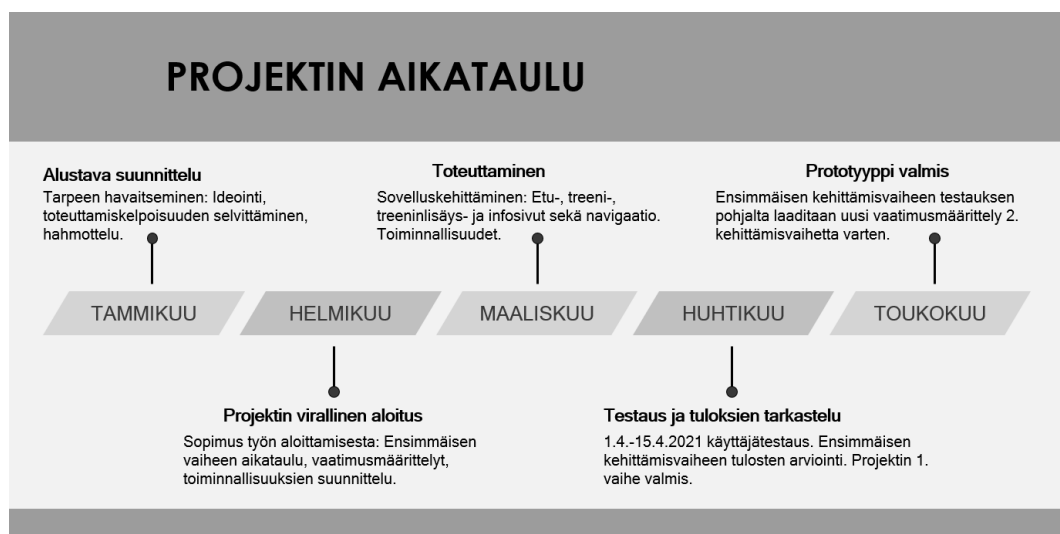 PROJEKTIN AIKATAULU
Alustava suunnittelu
Tarpeen havaitseminen: Ideointi,
toteuttamiskelpoisuuden selvittäminen,
hahmottelu.
Toteuttaminen
Sovelluskehittäminen: Etu-, treeni-,
treeninlisäys- ja infosivut sekä navigaatio.
Toiminnallisuudet.
Prototyyppi valmis
Ensimmäisen kehittämisvaiheen testauksen
pohjalta laaditaan uusi vaatimusmäärittely 2.
kehittämisvaihetta varten.
TAMMIKUU
HELMIKUU
MAALISKUU
HUHTIKUU
TOUKOKUU
Projektin virallinen aloitus
Sopimus työn aloittamisesta: Ensimmäisen
vaiheen aikataulu, vaatimusmäärittelyt,
toiminnallisuuksien suunnittelu.
Testaus ja tuloksien tarkastelu
1.4.-15.4.2021 käyttäjätestaus. Ensimmäisen
kehittämisvaiheen tulosten arviointi. Projektin 1.
vaihe valmis.